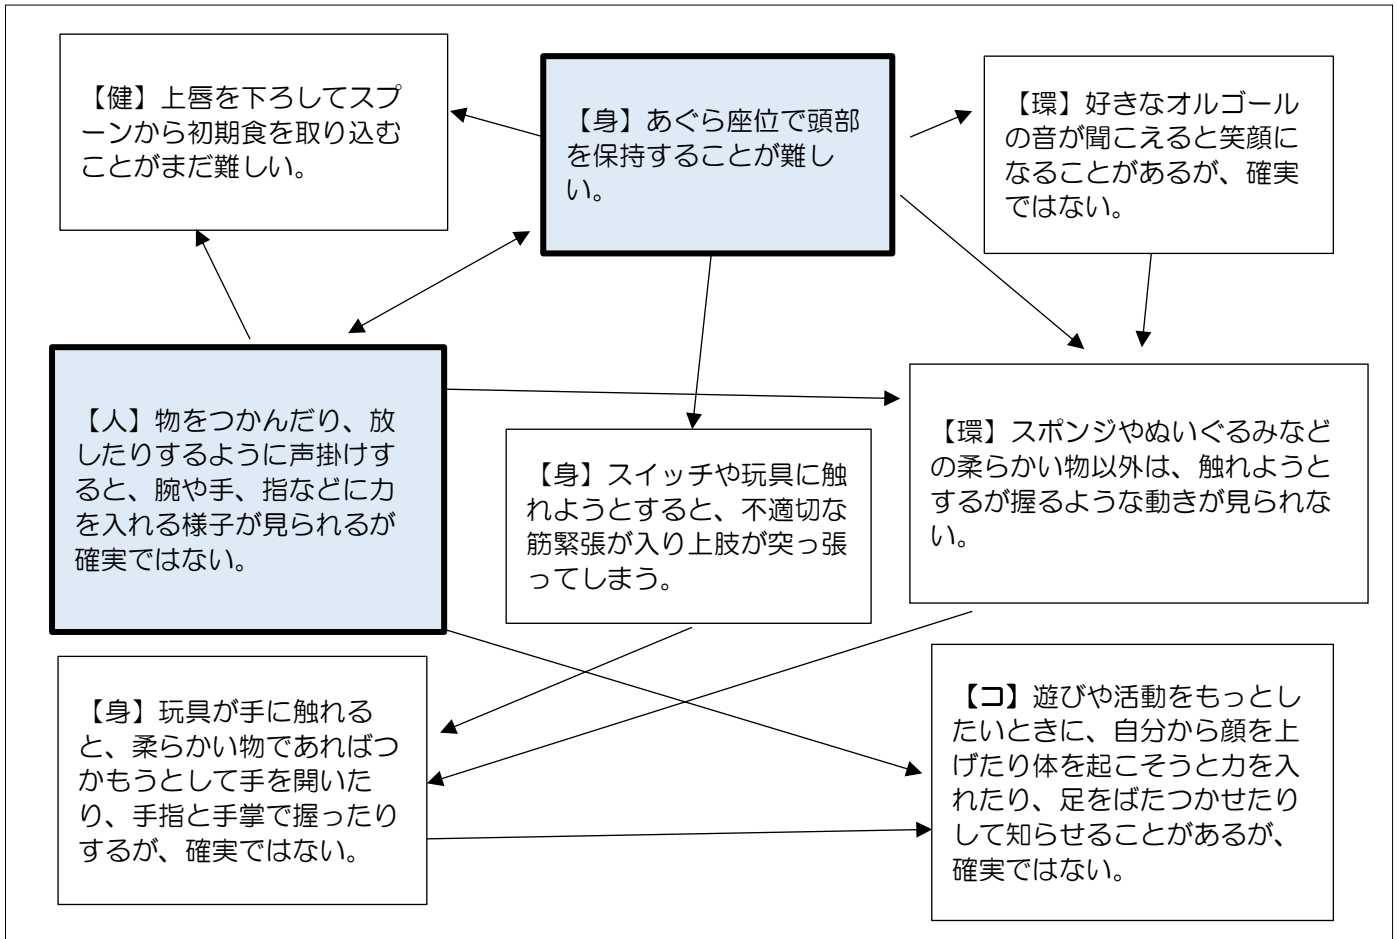 【健】上唇を下ろしてスプ
ーンから初期食を取り込む
ことがまだ難しい。
【身】あぐら座位で頭部
を保持することが難し
い。
【環】好きなオルゴール
の音が聞こえると笑顔に
なることがあるが、確実
ではない。
【人】物をつかんだり、放
したりするように声掛けす
ると、腕や手、指などに力
を入れる様子が見られるが
確実ではない。
【身】スイッチや玩具に触
れようとすると、不適切な
筋緊張が入り上肢が突っ張
ってしまう。
【環】スポンジやぬいぐるみなど
の柔らかい物以外は、触れようと
するが握るような動きが見られな
い。
【身】玩具が手に触れる
と、柔らかい物であればつ
かもうとして手を開いた
り、手指と手掌で握ったり
するが、確実ではない。
【コ】遊びや活動をもっとし
たいときに、自分から顔を上
げたり体を起こそうと力を入
れたり、足をばたつかせたり
して知らせることがあるが、
確実ではない。